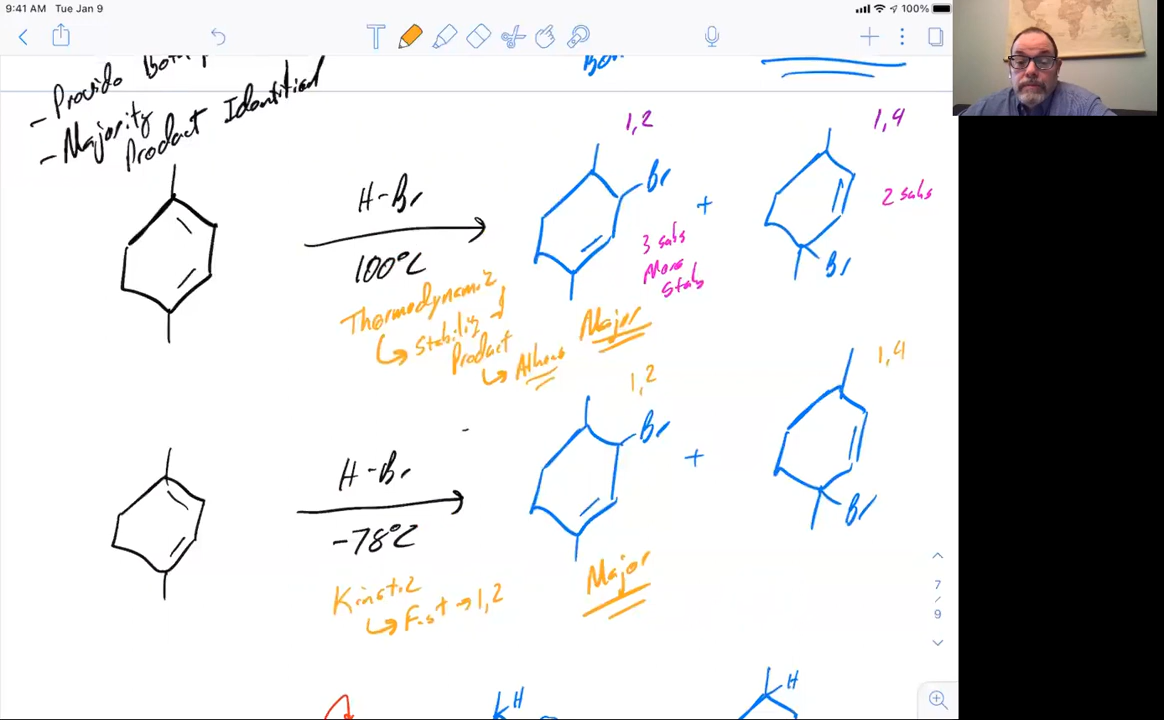 9:41 AM Tue Jan 9
100%
- Provide Both
- Majority
Product Identified
1,2
1,4
H-Br
100°C
Br
+
Br
3 subs
More
Stab
2 subs
Thermodynamic
↳ Stability of
Product
↳ Alkene
Major
1,2
1,4
H-Br
-78°C
Br
+
Br
Kinetic
↳ Fast → 1,2
Major
7
/
9
H
H